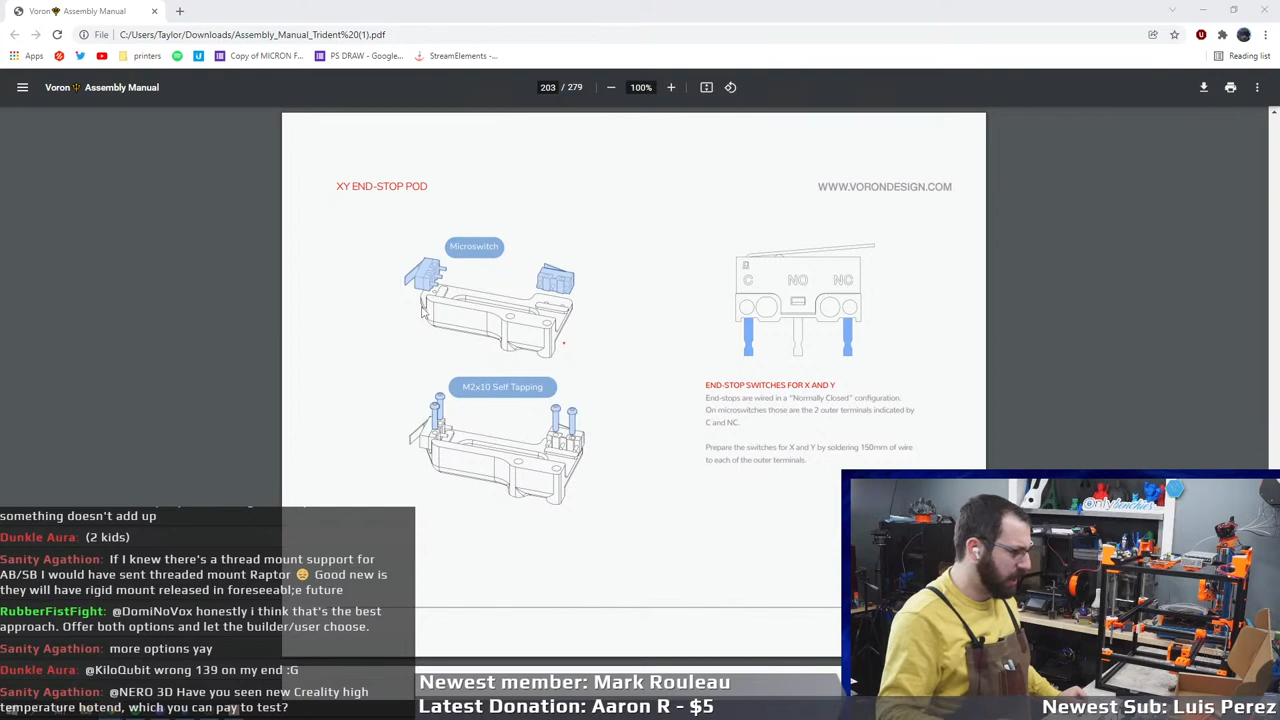 Voron Assembly Manual
File
C:/Users/Taylor/Downloads/Assembly_Manual_Trident%20(1).pdf
Apps
printers
Copy of MICRON F...
PS DRAW - Google...
StreamElements -...
Reading list
Voron Assembly Manual
203 / 279
100%
XY END-STOP POD
WWW.VORONDESIGN.COM
Microswitch
C NO NC
M2x10 Self Tapping
END-STOP SWITCHES FOR X AND Y
End-stops are wired in a "Normally Closed" configuration.
On microswitches those are the 2 outer terminals indicated by
C and NC.
Prepare the switches for X and Y by soldering 150mm of wire
to each of the outer terminals.
something doesn't add up
Dunkle Aura: (2 kids)
Sanity Agathion: If I knew there's a thread mount support for
AB/SB I would have sent threaded mount Raptor 😔 Good new is
they will have rigid mount released in foreseeabl;e future
RubberFistFight: @DomiNoVox honestly i think that's the best
approach. Offer both options and let the builder/user choose.
Sanity Agathion: more options yay
Dunkle Aura: @KiloQubit wrong 139 on my end :G
Sanity Agathion: @NERO 3D Have you seen new Creality high
temperature hotend, which you can pay to test?
@nlybenchies
Newest member: Mark Rouleau
Latest Donation: Aaron R - $5
Newest Sub: Luis Perez